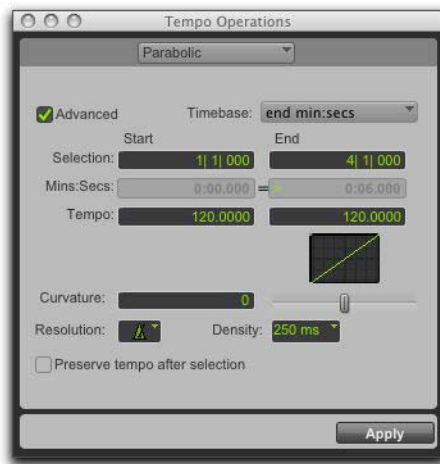 Tempo Operations
Parabolic
Advanced Timebase: end min:secs
Start End
Selection: 1| 1| 000 4| 1| 000
Mins:Secs: 0:00.000 = 0:06.000
Tempo: 120.0000 120.0000
Curvature: 0
Resolution: Density: 250 ms
Preserve tempo after selection
Apply